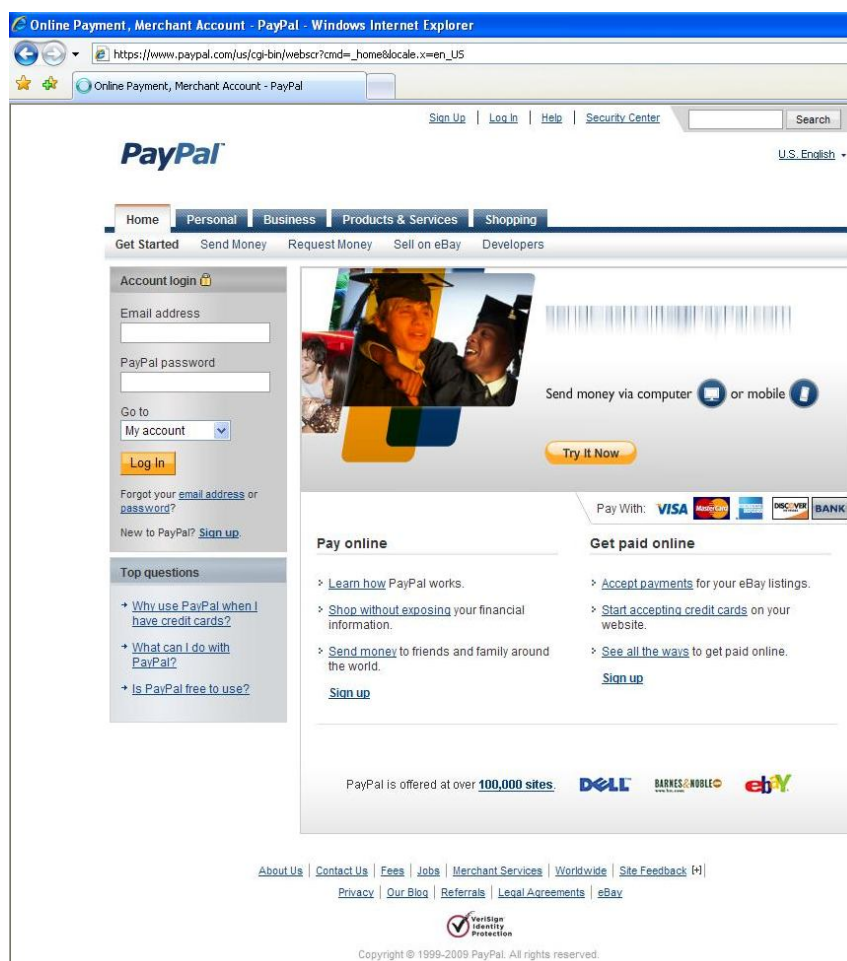 Online Payment, Merchant Account - PayPal - Windows Internet Explorer
https://www.paypal.com/us/cgi-bin/webscr?cmd=_home&locale.x=en_US
Online Payment, Merchant Account - PayPal
Sign Up | Log In | Help | Security Center
Search
PayPal™
U.S. English
Home Personal Business Products & Services Shopping
Get Started Send Money Request Money Sell on eBay Developers
Account login
Email address
PayPal password
Go to
My account
Log In
Forgot your email address or
password?
New to PayPal? Sign up.
Top questions
Why use PayPal when I
have credit cards?
What can I do with
PayPal?
Is PayPal free to use?
Send money via computer or mobile
Try It Now
Pay With: VISA MasterCard DISCOVER BANK
Pay online
Learn how PayPal works.
Shop without exposing your financial
information.
Send money to friends and family around
the world.
Sign up
Get paid online
Accept payments for your eBay listings.
Start accepting credit cards on your
website.
See all the ways to get paid online.
Sign up
PayPal is offered at over 100,000 sites.
DELL™
BARNES&NOBLE
www.bn.com
ebY
About Us | Contact Us | Fees | Jobs | Merchant Services | Worldwide | Site Feedback [+] |
Privacy | Our Blog | Referrals | Legal Agreements | eBay
VeriSign
Identity
Protection
Copyright © 1999-2009 PayPal. All rights reserved.